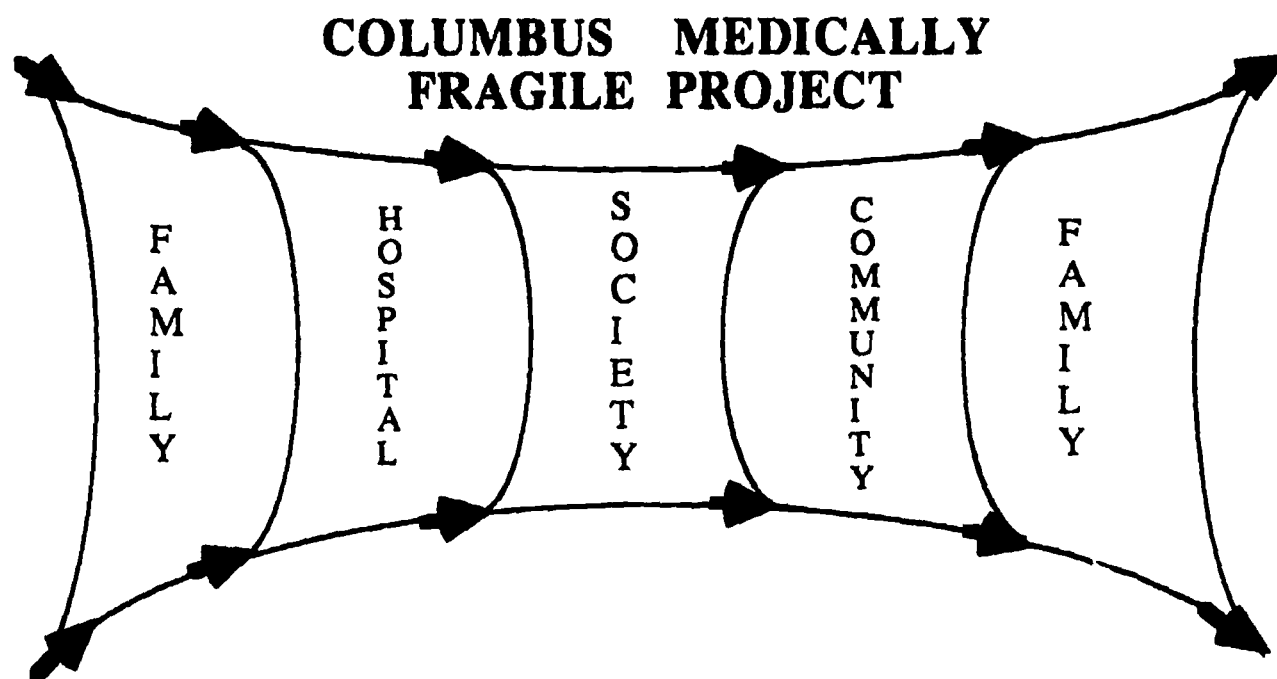 COLUMBUS MEDICALLY
FRAGILE PROJECT
FAMILY
HOSPITAL
SOCIETY
COMMUNITY
FAMILY